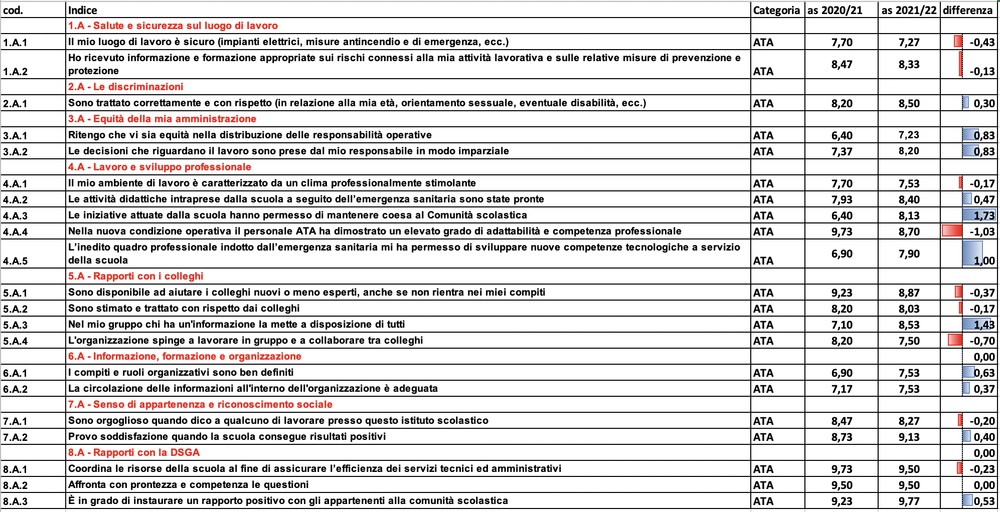 cod. Indice Categoria as 2020/21 as 2021/22 differenza
1.A - Salute e sicurezza sul luogo di lavoro
1.A.1 Il mio luogo di lavoro è sicuro (impianti elettrici, misure antincendio e di emergenza, ecc.) ATA 7,70 7,27 -0,43
Ho ricevuto informazione e formazione appropriate sui rischi connessi alla mia attività lavorativa e sulle relative misure di prevenzione e
1.A.2 protezione ATA 8,47 8,33 -0,13
2.A - Le discriminazioni
2.A.1 Sono trattato correttamente e con rispetto (in relazione alla mia età, orientamento sessuale, eventuale disabilità, ecc.) ATA 8,20 8,50 0,30
3.A - Equità della mia amministrazione
3.A.1 Ritengo che vi sia equità nella distribuzione delle responsabilità operative ATA 6,40 7,23 0,83
3.A.2 Le decisioni che riguardano il lavoro sono prese dal mio responsabile in modo imparziale ATA 7,37 8,20 0,83
4.A - Lavoro e sviluppo professionale
4.A.1 Il mio ambiente di lavoro è caratterizzato da un clima professionalmente stimolante ATA 7,70 7,53 -0,17
4.A.2 Le attività didattiche intraprese dalla scuola a seguito dell’emergenza sanitaria sono state pronte ATA 7,93 8,40 0,47
4.A.3 Le iniziative attuate dalla scuola hanno permesso di mantenere coesa al Comunità scolastica ATA 6,40 8,13 1,73
4.A.4 Nella nuova condizione operativa il personale ATA ha dimostrato un elevato grado di adattabilità e competenza professionale ATA 9,73 8,70 -1,03
L’inedito quadro professionale indotto dall’emergenza sanitaria mi ha permesso di sviluppare nuove competenze tecnologiche a servizio
4.A.5 della scuola ATA 6,90 7,90 1,00
5.A - Rapporti con i colleghi
5.A.1 Sono disponibile ad aiutare i colleghi nuovi o meno esperti, anche se non rientra nei miei compiti ATA 9,23 8,87 -0,37
5.A.2 Sono stimato e trattato con rispetto dai colleghi ATA 8,20 8,03 -0,17
5.A.3 Nel mio gruppo chi ha un'informazione la mette a disposizione di tutti ATA 7,10 8,53 1,43
5.A.4 L'organizzazione spinge a lavorare in gruppo e a collaborare tra colleghi ATA 8,20 7,50 -0,70
6.A - Informazione, formazione e organizzazione 0,00
6.A.1 I compiti e ruoli organizzativi sono ben definiti ATA 6,90 7,53 0,63
6.A.2 La circolazione delle informazioni all'interno dell'organizzazione è adeguata ATA 7,17 7,53 0,37
7.A - Senso di appartenenza e riconoscimento sociale
7.A.1 Sono orgoglioso quando dico a qualcuno di lavorare presso questo istituto scolastico ATA 8,47 8,27 -0,20
7.A.2 Provo soddisfazione quando la scuola consegue risultati positivi ATA 8,73 9,13 0,40
8.A - Rapporti con la DSGA 0,00
8.A.1 Coordina le risorse della scuola al fine di assicurare l’efficienza dei servizi tecnici ed amministrativi ATA 9,73 9,50 -0,23
8.A.2 Affronta con prontezza e competenza le questioni ATA 9,50 9,50 0,00
8.A.3 È in grado di instaurare un rapporto positivo con gli appartenenti alla comunità scolastica ATA 9,23 9,77 0,53